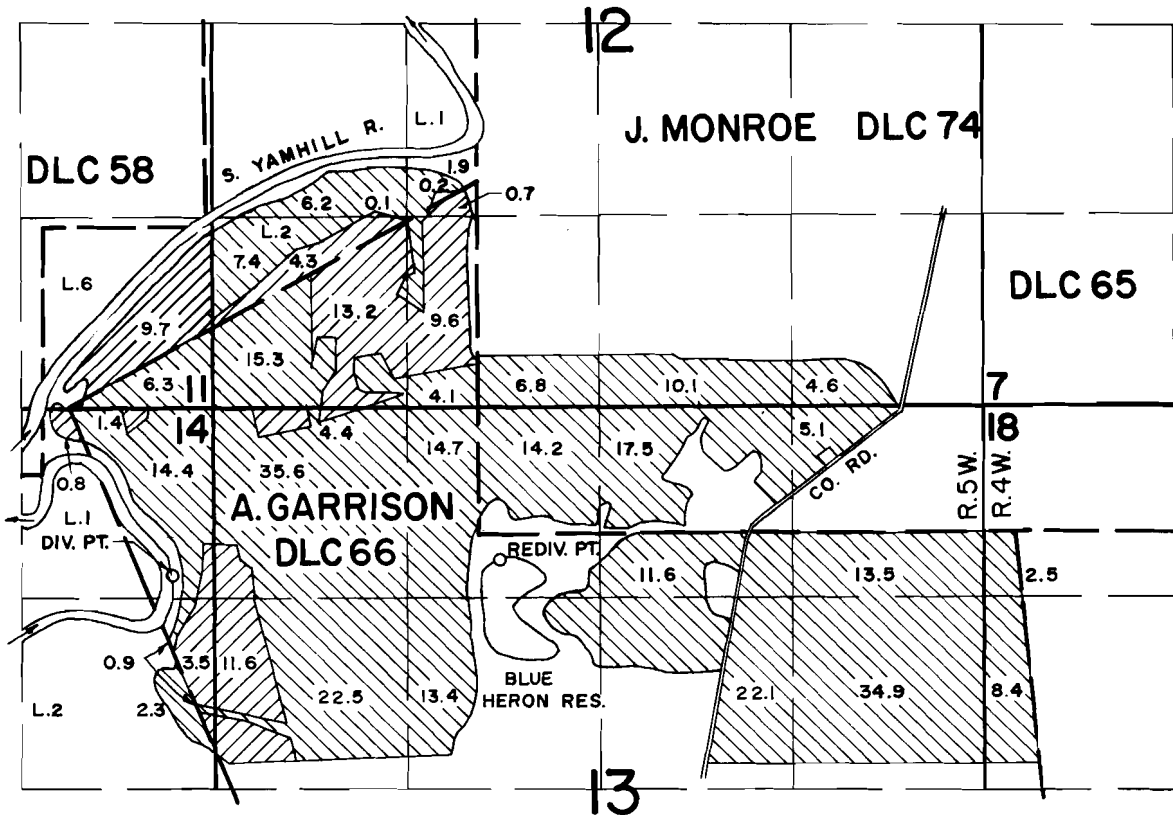 12
L.1
J. MONROE DLC 74
S. YAMHILL R.
DLC 58
1.9
0.2
0.7
6.2
0.1
L.2
7.4
4.3
L.6
DLC 65
13.2
9.7
9.6
15.3
6.3
11
4.1
6.8
10.1
4.6
7
1.4
14
4.4
5.1
18
14.4
35.6
14.7
14.2
17.5
CO. RD.
0.8
L.1
A. GARRISON
DLC 66
R.5W.
R.4W.
DIV. PT.
REDIV. PT.
11.6
13.5
2.5
0.9
3.5
11.6
BLUE
HERON RES.
L.2
2.3
22.5
13.4
22.1
34.9
8.4
13